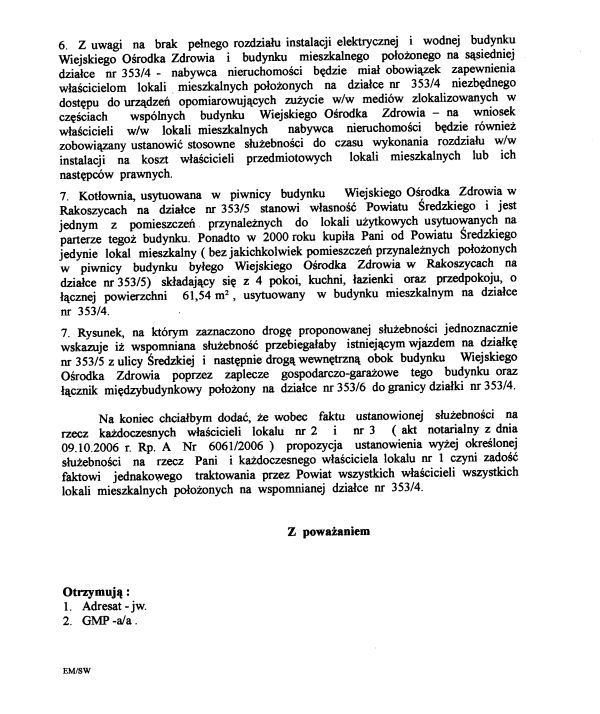 6. Z uwagi na brak pełnego rozdziału instalacji elektrycznej i wodnej budynku
Wiejskiego Ośrodka Zdrowia i budynku mieszkalnego położonego na sąsiedniej
działce nr 353/4 - nabywca nieruchomości będzie miał obowiązek zapewnienia
właścicielom lokali mieszkalnych położonych na działce nr 353/4 niezbędnego
dostępu do urządzeń opomiarowujących zużycie w/w mediów zlokalizowanych w
częściach wspólnych budynku Wiejskiego Ośrodka Zdrowia – na wniosek
właścicieli w/w lokali mieszkalnych nabywca nieruchomości będzie również
zobowiązany ustanowić stosowne służebności do czasu wykonania rozdziału w/w
instalacji na koszt właścicieli przedmiotowych lokali mieszkalnych lub ich
następców prawnych.
7. Kotłownia, usytuowana w piwnicy budynku Wiejskiego Ośrodka Zdrowia w
Rakoszycach na działce nr 353/5 stanowi własność Powiatu Średzkiego i jest
jednym z pomieszczeń przynależnych do lokali użytkowych usytuowanych na
parterze tegoż budynku. Ponadto w 2000 roku kupiła Pani od Powiatu Średzkiego
jedynie lokal mieszkalny ( bez jakichkolwiek pomieszczeń przynależnych położonych
w piwnicy budynku byłego Wiejskiego Ośrodka Zdrowia w Rakoszycach na
działce nr 353/5) składający się z 4 pokoi, kuchni, łazienki oraz przedpokoju, o
łącznej powierzchni 61,54 m², usytuowany w budynku mieszkalnym na działce
nr 353/4.
7. Rysunek, na którym zaznaczono drogę proponowanej służebności jednoznacznie
wskazuje iż wspomniana służebność przebiegałaby istniejącym wjazdem na działkę
nr 353/5 z ulicy Średzkiej i następnie drogą wewnętrzną obok budynku Wiejskiego
Ośrodka Zdrowia poprzez zaplecze gospodarczo-garażowe tego budynku oraz
łącznik międzybudynkowy położony na działce nr 353/6 do granicy działki nr 353/4.
Na koniec chciałbym dodać, że wobec faktu ustanowionej służebności na
rzecz każdoczesnych właścicieli lokalu nr 2 i nr 3 ( akt notarialny z dnia
09.10.2006 r. Rp. A Nr 6061/2006 ) propozycja ustanowienia wyżej określonej
służebności na rzecz Pani i każdoczesnego właściciela lokalu nr 1 czyni zadość
faktowi jednakowego traktowania przez Powiat wszystkich właścicieli wszystkich
lokali mieszkalnych położonych na wspomnianej działce nr 353/4.
Z poważaniem
Otrzymują :
1. Adresat - jw.
2. GMP -a/a .
EM/SW